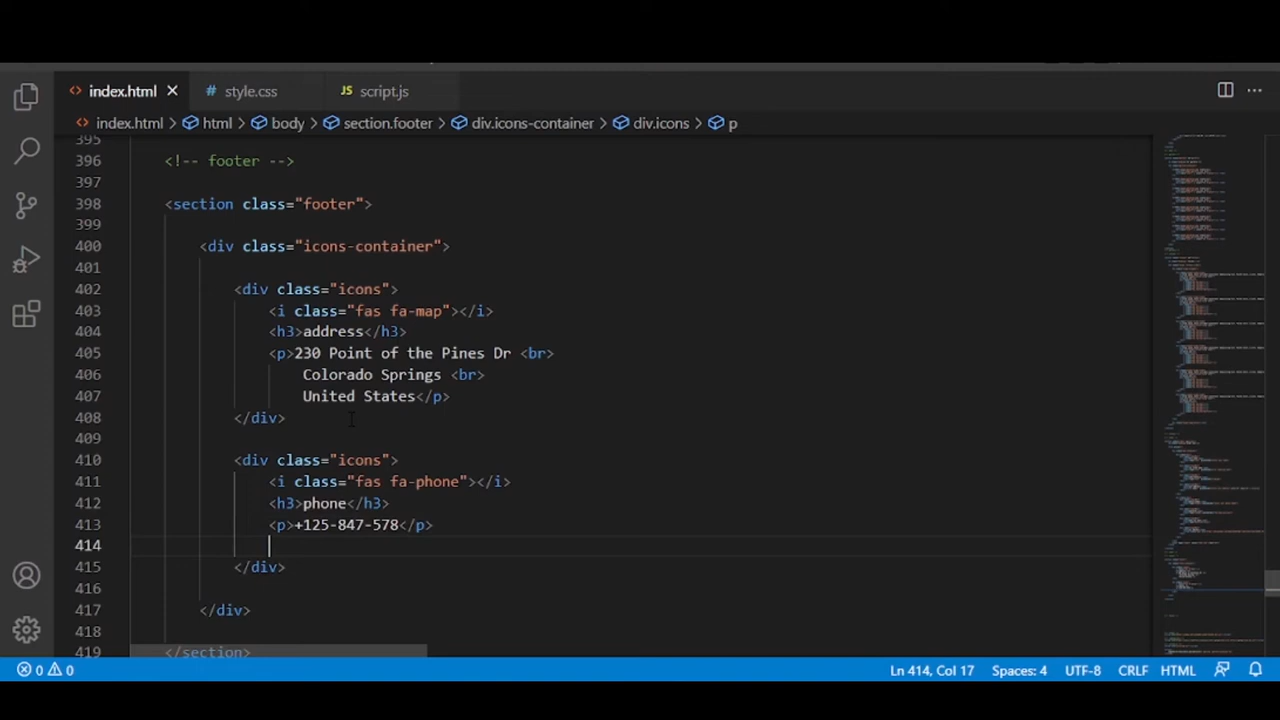 index.html
style.css
JS script.js
index.html > html > body > section.footer > div.icons-container > div.icons > p
395
396 <!-- footer -->
397
398 <section class="footer">
399
400 <div class="icons-container">
401
402 <div class="icons">
403 <i class="fas fa-map"></i>
404 <h3>address</h3>
405 <p>230 Point of the Pines Dr <br>
406 Colorado Springs <br>
407 United States</p>
408 </div>
409
410 <div class="icons">
411 <i class="fas fa-phone"></i>
412 <h3>phone</h3>
413 <p>+125-847-578</p>
414
415 </div>
416
417 </div>
418
419 </section>
0 0 Ln 414, Col 17 Spaces: 4 UTF-8 CRLF HTML